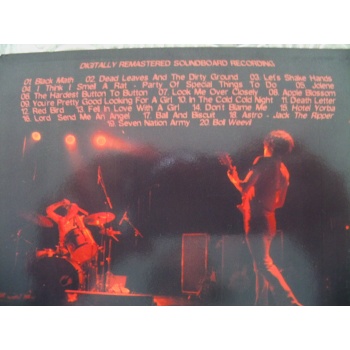 DIGITALLY REMASTERED SOUNDBOARD RECORDING
01 Black Math 02. Dead Leaves And The Dirty Ground 03. Let's Shake Hands
04 I Think I Smell A Rat - Party Of Special Things To Do 05. Jolene
06 The Hardest Button To Button 07. Look Me Over Closely 08. Apple Blossom
09 You're Pretty Good Looking For A Girl 10. In The Cold Cold Night 11. Death Letter
12. Red Bird 13. Fell In Love With A Girl 14. Don't Blame Me 15. Hotel Yorba
16. Lord Send Me An Angel 17. Ball And Biscuit 18. Astro - Jack The Ripper
19. Seven Nation Army 20. Boll Weevil